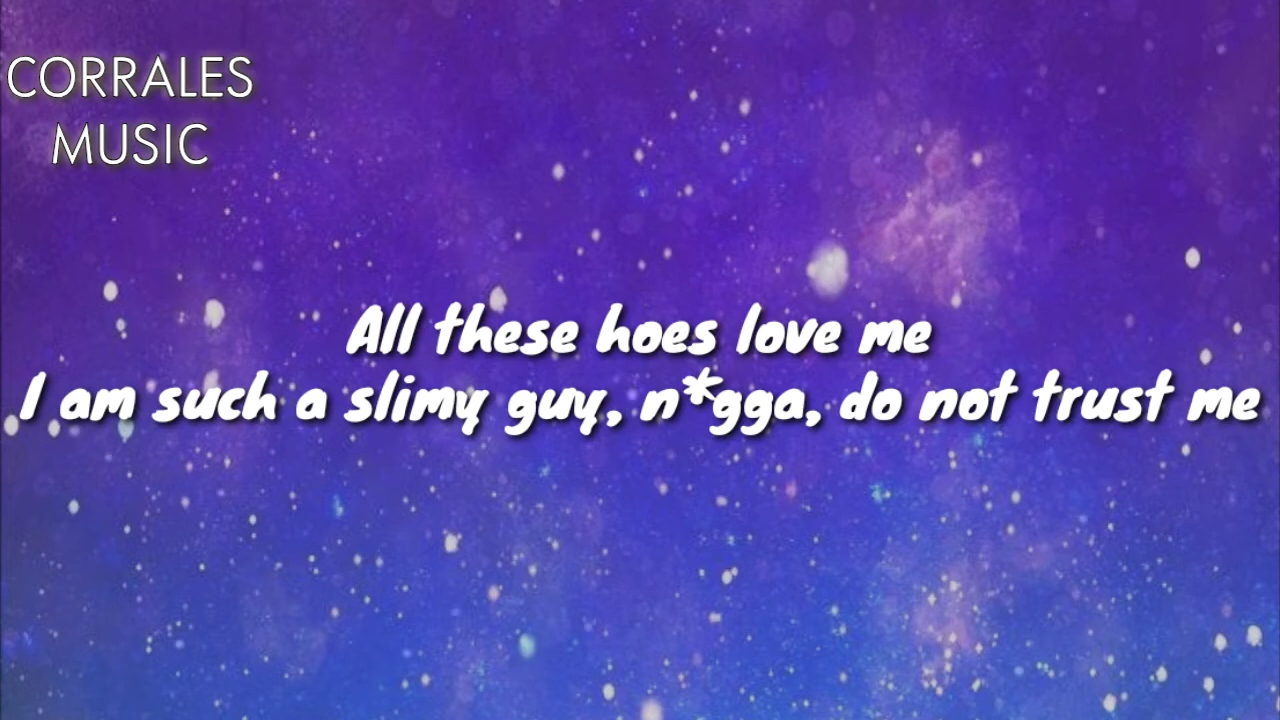 CORRALES
MUSIC
All these hoes love me
I am such a slimy guy, n*gga, do not trust me